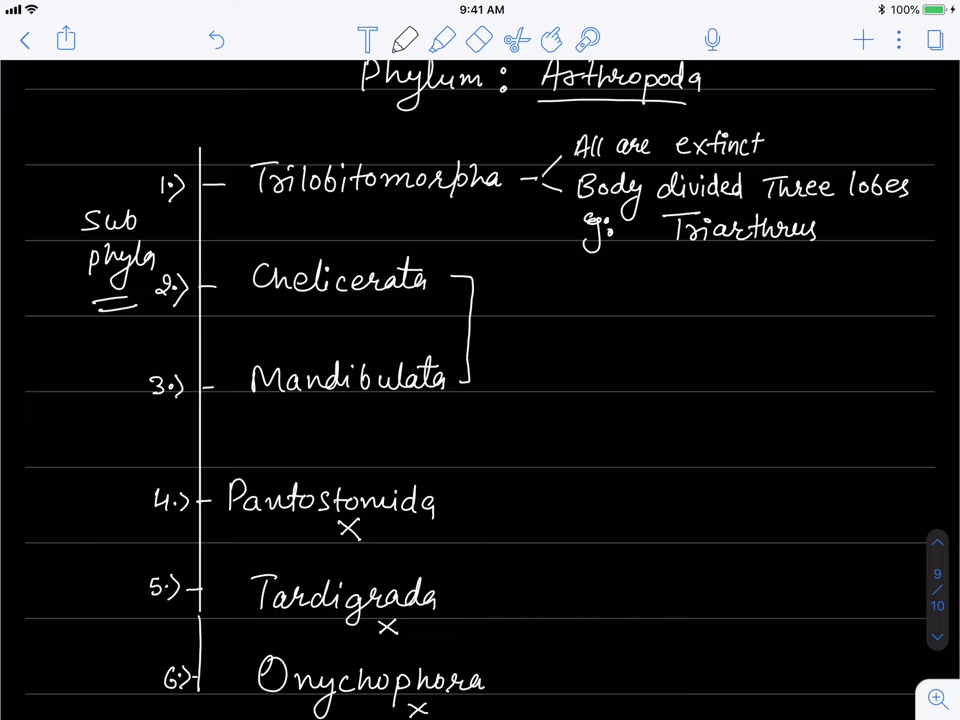 9:41 AM
100%
Phylum : Arthropoda
1.) Trilobitomorpha
All are extinct
Body divided Three lobes
eg: Triarthrus
Sub
phyla
2.) Chelicerata
3.) Mandibulata
4.) Pantostomida
x
5.) Tardigrada
x
6.) Onychophora
x
9
/
10